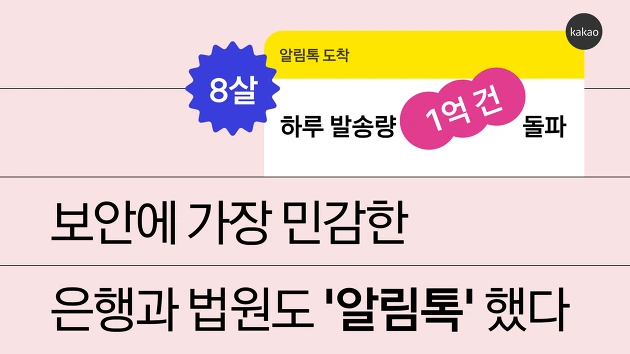 kakao
알림톡 도착
8살
하루 발송량 1억 건 돌파
보안에 가장 민감한
은행과 법원도 '알림톡' 했다